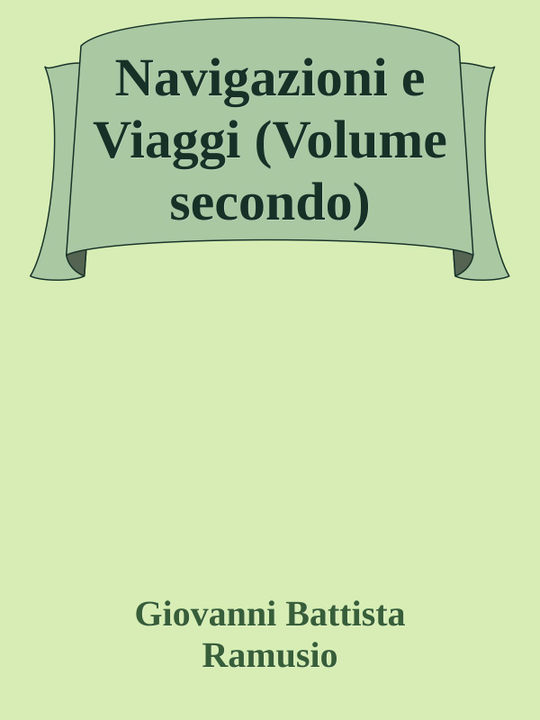 Navigazioni e
Viaggi (Volume
secondo)
Giovanni Battista
Ramusio